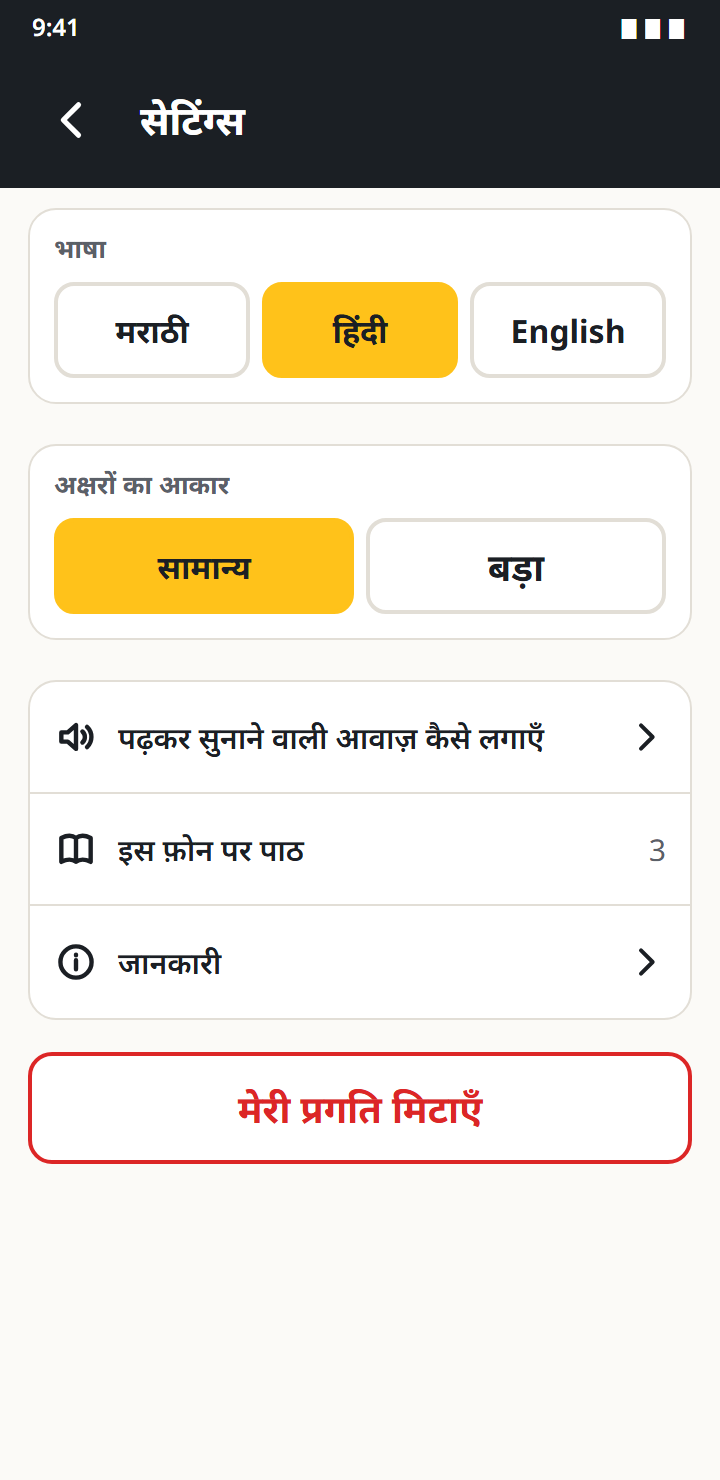 9:41
सेटिंग्स
भाषा
मराठी
हिंदी
English
अक्षरों का आकार
सामान्य
बड़ा
पढ़कर सुनाने वाली आवाज़ कैसे लगाएँ
इस फ़ोन पर पाठ
3
जानकारी
मेरी प्रगति मिटाएँ